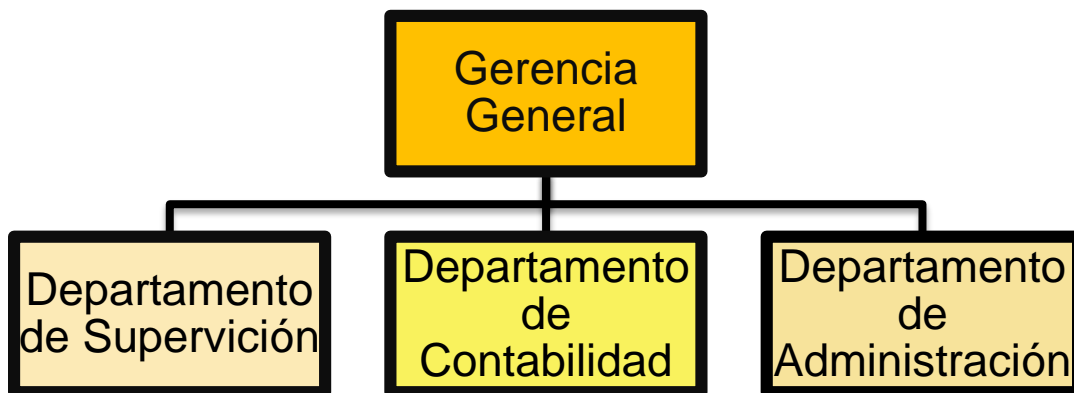 Gerencia
General
Departamento
de Supervición
Departamento
de
Contabilidad
Departamento
de
Administración